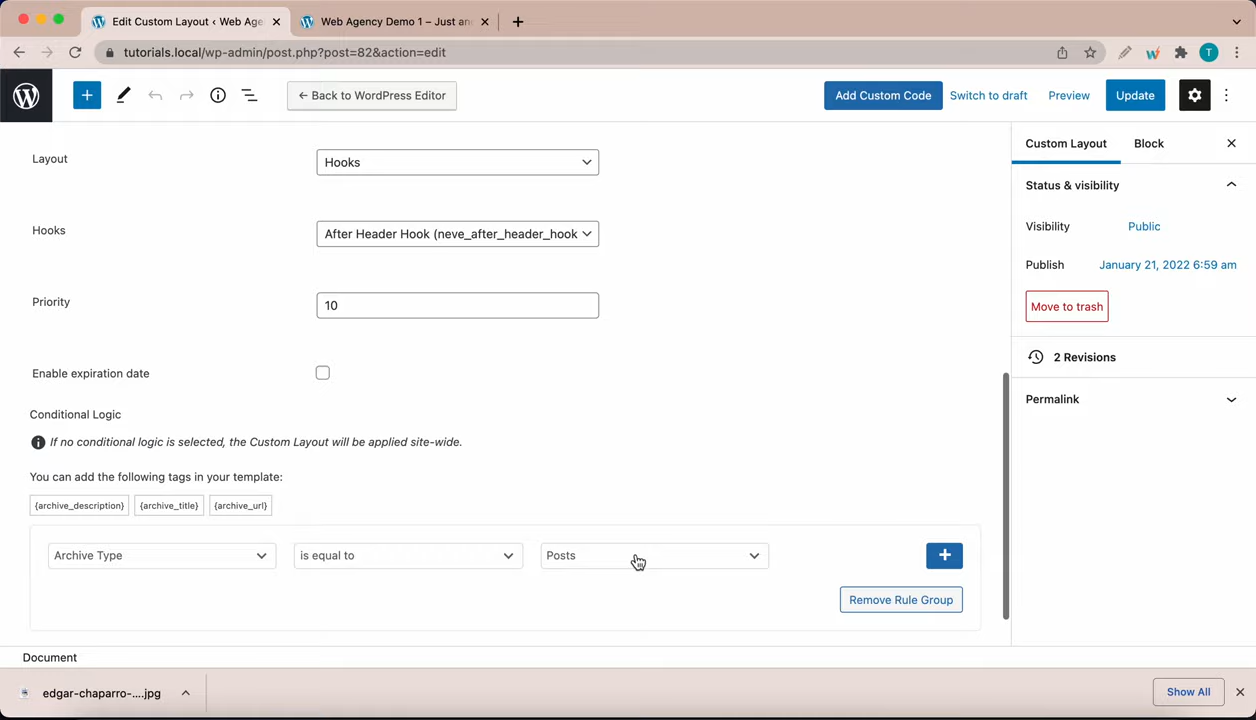 Edit Custom Layout ‹ Web Age
Web Agency Demo 1 – Just an
tutorials.local/wp-admin/post.php?post=82&action=edit
T
← Back to WordPress Editor
Add Custom Code
Switch to draft
Preview
Update
Layout
Hooks
Hooks
After Header Hook (neve_after_header_hook
Priority
10
Enable expiration date
Conditional Logic
If no conditional logic is selected, the Custom Layout will be applied site-wide.
You can add the following tags in your template:
{archive_description}
{archive_title}
{archive_url}
Archive Type
is equal to
Posts
Remove Rule Group
Document
Custom Layout
Block
Status & visibility
Visibility
Public
Publish
January 21, 2022 6:59 am
Move to trash
2 Revisions
Permalink
edgar-chaparro-....jpg
Show All